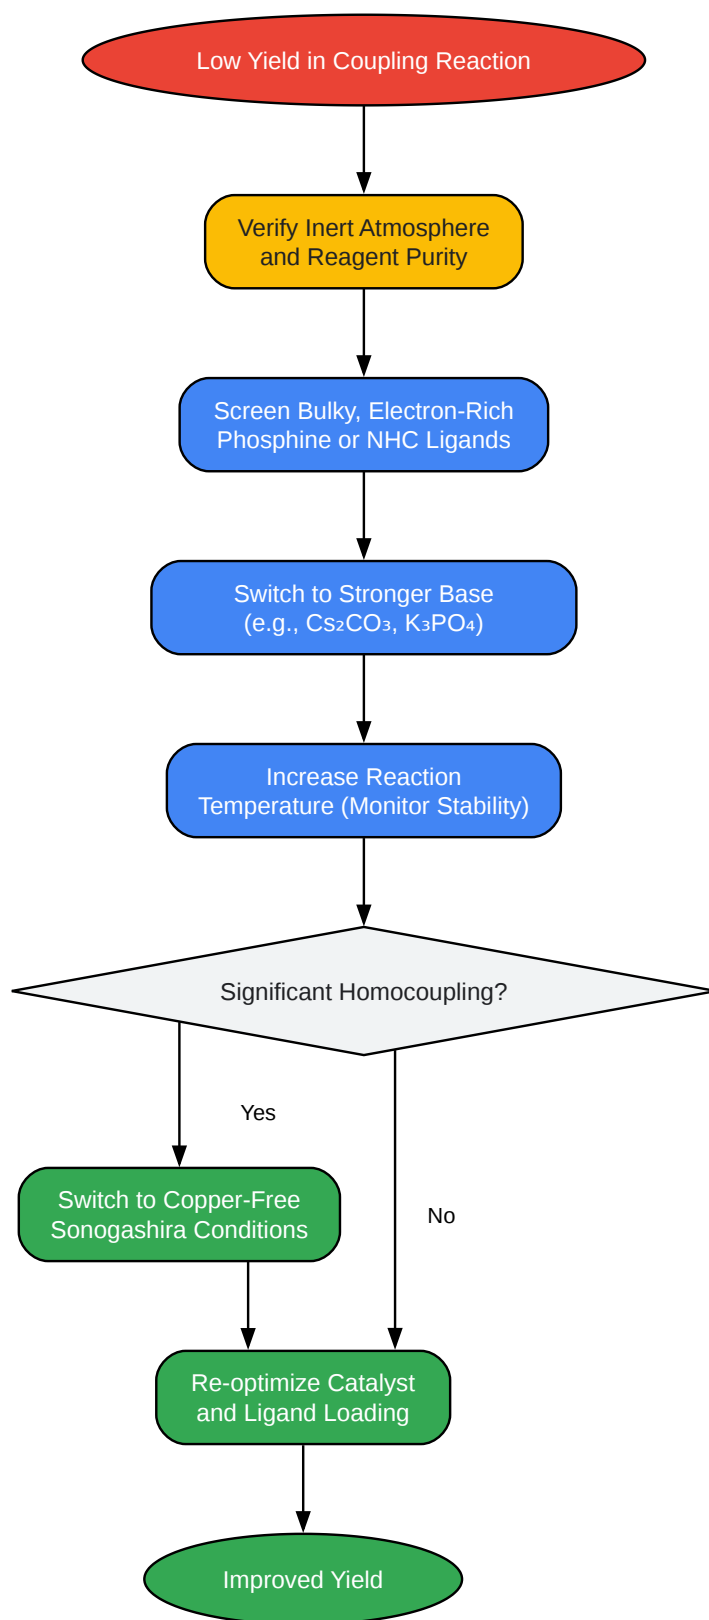 Low Yield in Coupling Reaction
Verify Inert Atmosphere
and Reagent Purity
Screen Bulky, Electron-Rich
Phosphine or NHC Ligands
Switch to Stronger Base
(e.g., Cs₂CO₃, K₃PO₄)
Increase Reaction
Temperature (Monitor Stability)
Significant Homocoupling?
Yes
Switch to Copper-Free
Sonogashira Conditions
No
Re-optimize Catalyst
and Ligand Loading
Improved Yield